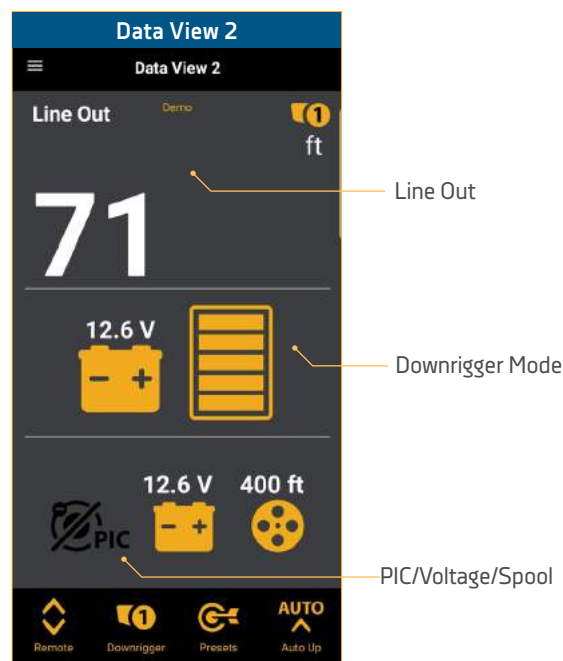 Data View 2
Data View 2
Line Out
Demo
1
ft
Line Out
71
12.6 V
Downrigger Mode
12.6 V 400 ft
PIC
PIC/Voltage/Spool
1
AUTO
Remote Downrigger Presets Auto Up